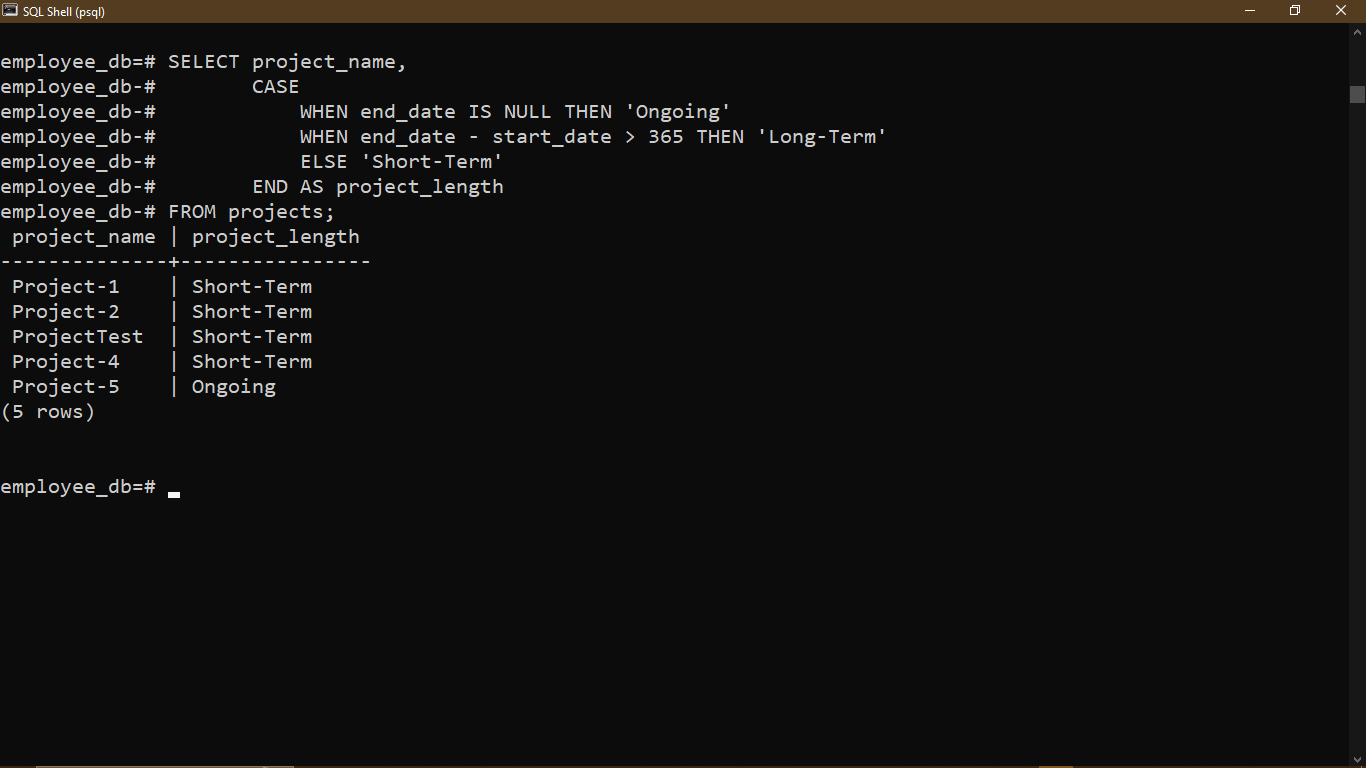 SQL Shell (psql)
employee_db=# SELECT project_name,
employee_db-#        CASE
employee_db-#            WHEN end_date IS NULL THEN 'Ongoing'
employee_db-#            WHEN end_date - start_date > 365 THEN 'Long-Term'
employee_db-#            ELSE 'Short-Term'
employee_db-#        END AS project_length
employee_db-# FROM projects;
 project_name | project_length
--------------+----------------
 Project-1    | Short-Term
 Project-2    | Short-Term
 ProjectTest  | Short-Term
 Project-4    | Short-Term
 Project-5    | Ongoing
(5 rows)
employee_db=#